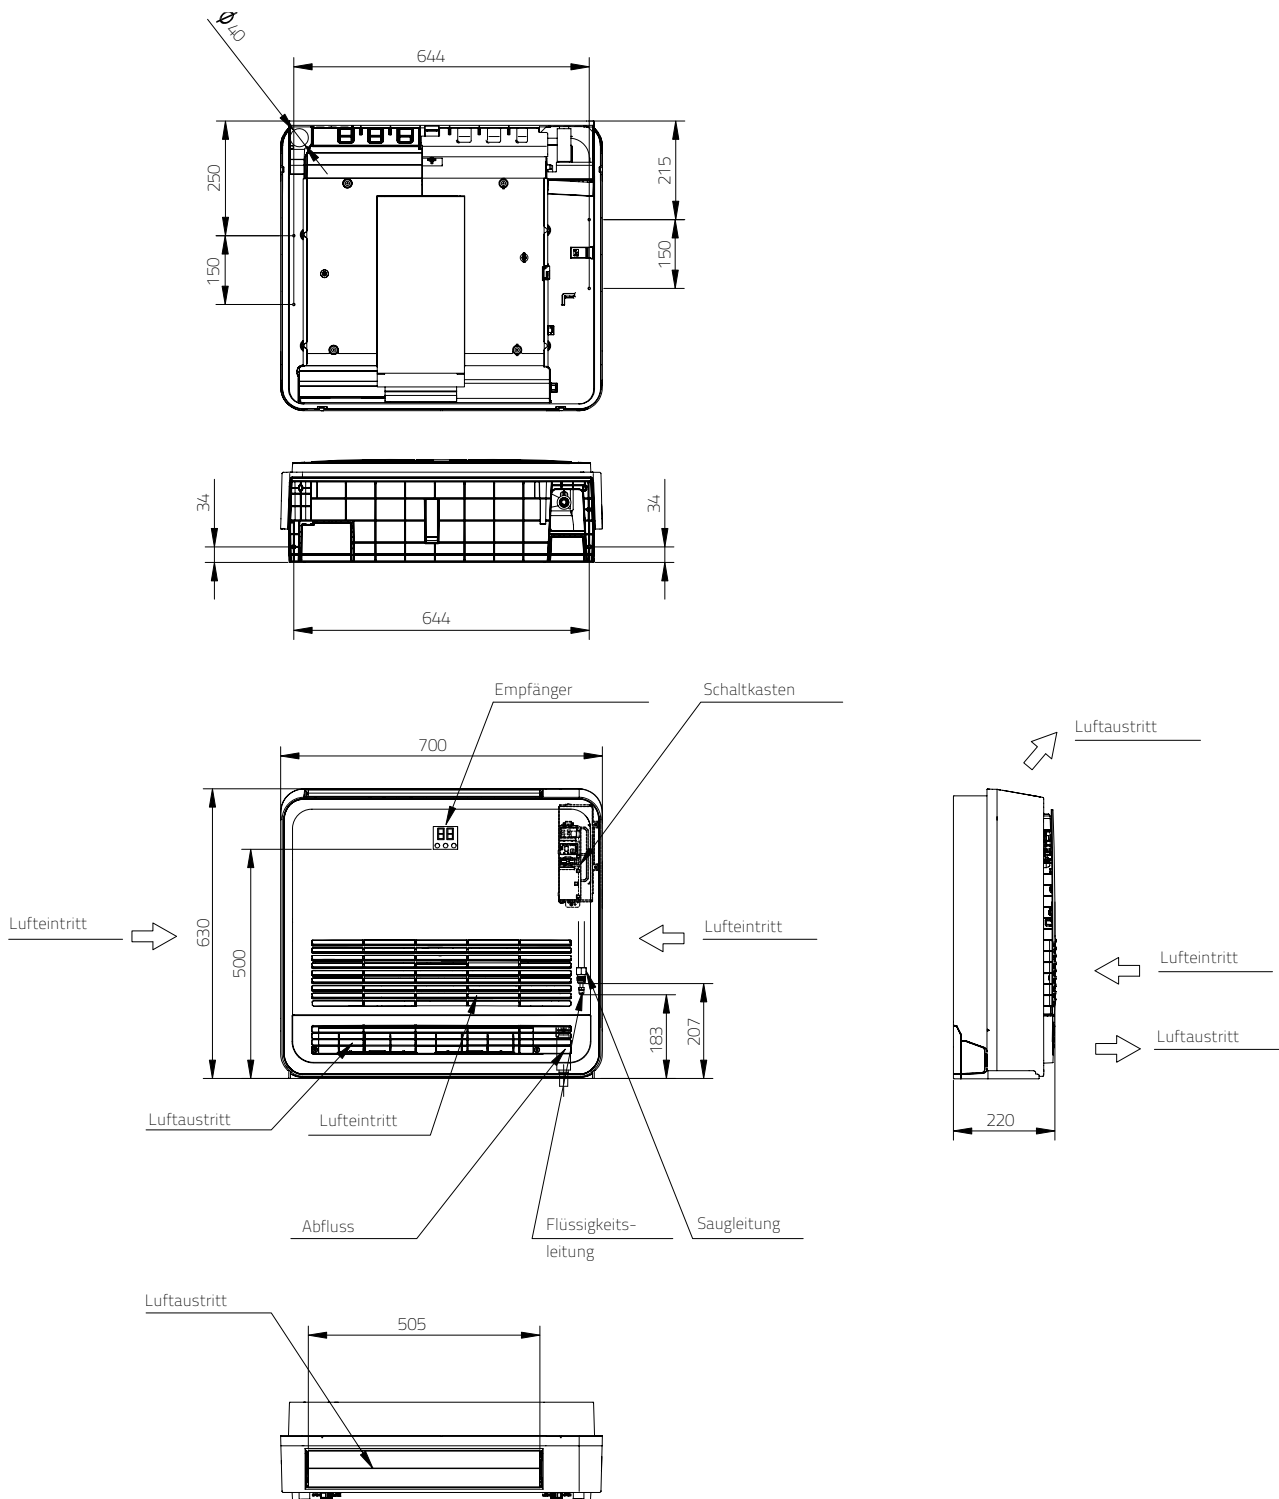 Ø40
644
250
215
150
150
34
34
644
Empfänger
Schaltkasten
Luftaustritt
700
Lufteintritt
630
500
Lufteintritt
Lufteintritt
183
207
Luftaustritt
Luftaustritt
Lufteintritt
220
Abfluss
Flüssigkeits-
leitung
Saugleitung
Luftaustritt
505